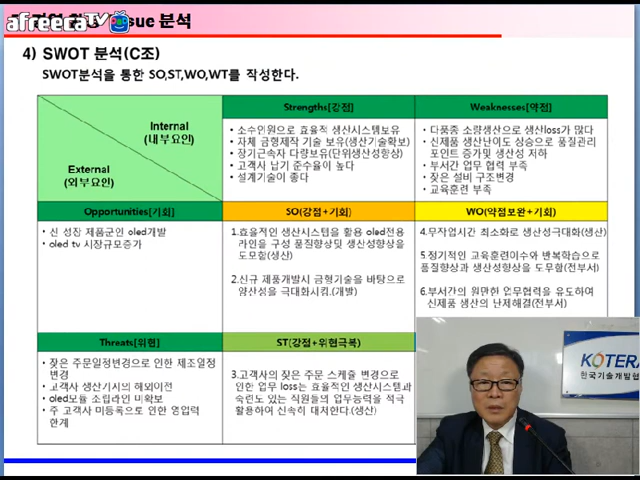 afreecaTV
Issue 분석
4) SWOT 분석(C조)
SWOT분석을 통한 SO,ST,WO,WT를 작성한다.
Internal
(내부요인)
External
(외부요인)
Strengths[강점]
• 소수인원으로 효율적 생산시스템보유
• 자체 금형제작 기술 보유(생산기술확보)
• 장기근속자 다량보유(단위생산성향상)
• 고객사 납기 준수율이 높다
• 설계기술이 좋다
Weaknesses[약점]
• 다품종 소량생산으로 생산loss가 많다
• 신제품 생산난이도 상승으로 품질관리
포인트 증가및 생산성 저하
• 부서간 업무 협력 부족
• 잦은 설비 구조변경
• 교육훈련 부족
Opportunities[기회]
• 신 성장 제품군인 oled개발
• oled tv 시장규모증가
SO(강점+기회)
1.효율적인 생산시스템을 활용 oled전용
라인을 구성 품질향상및 생산성향상을
도모함(생산)
2.신규 제품개발시 금형기술을 바탕으로
양산성을 극대화시킴.(개발)
WO(약점보완+기회)
4.무작업시간 최소화로 생산성극대화(생산)
5.정기적인 교육훈련이수와 반복학습으로
품질향상과 생산성향상을 도모함(전부서)
6.부서간의 원만한 업무협력을 유도하여
신제품 생산의 난제해결(전부서)
Threats[위현]
• 잦은 주문일정변경으로 인한 제조일정
변경
• 고객사 생산기지의 해외이전
• oled모듈 조립라인 미확보
• 주 고객사 미등록으로 인한 영업력
한계
ST(강점+위현극복)
3.고객사의 잦은 주문 스케쥴 변경으로
인한 업무 loss는 효율적인 생산시스템과
숙련도 있는 직원들의 업무능력을 적극
활용하여 신속히 대처한다.(생산)
KOTERA
한국기술개발협